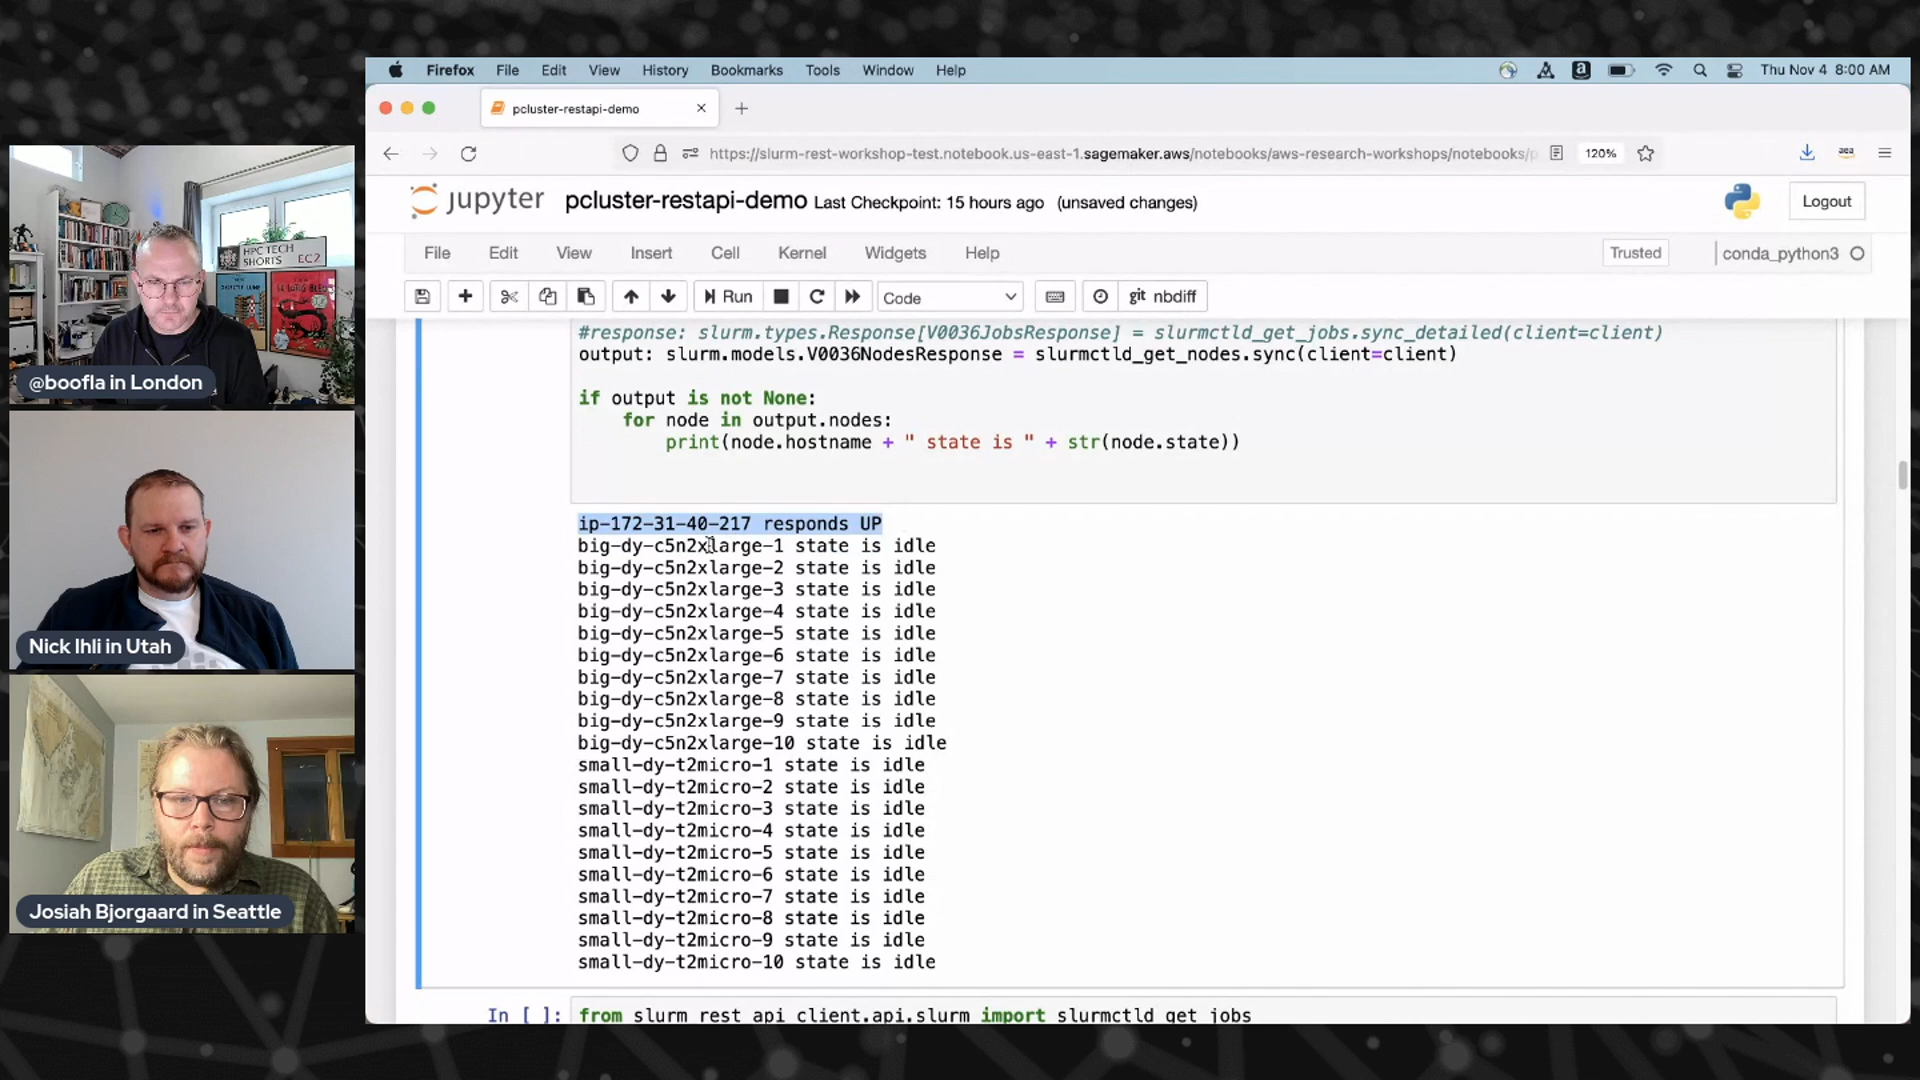 Firefox File Edit View History Bookmarks Tools Window Help Thu Nov 4 8:00 AM
pcluster-restapi-demo
https://slurm-rest-workshop-test.notebook.us-east-1.sagemaker.aws/notebooks/aws-research-workshops/notebooks/p 120%
jupyter pcluster-restapi-demo Last Checkpoint: 15 hours ago (unsaved changes) Logout
File Edit View Insert Cell Kernel Widgets Help Trusted conda_python3
Run Code git nbdiff
#response: slurm.types.Response[V0036JobsResponse] = slurmctld_get_jobs.sync_detailed(client=client)
output: slurm.models.V0036NodesResponse = slurmctld_get_nodes.sync(client=client)
if output is not None:
for node in output.nodes:
print(node.hostname + " state is " + str(node.state))
ip-172-31-40-217 responds UP
big-dy-c5n2xlarge-1 state is idle
big-dy-c5n2xlarge-2 state is idle
big-dy-c5n2xlarge-3 state is idle
big-dy-c5n2xlarge-4 state is idle
big-dy-c5n2xlarge-5 state is idle
big-dy-c5n2xlarge-6 state is idle
big-dy-c5n2xlarge-7 state is idle
big-dy-c5n2xlarge-8 state is idle
big-dy-c5n2xlarge-9 state is idle
big-dy-c5n2xlarge-10 state is idle
small-dy-t2micro-1 state is idle
small-dy-t2micro-2 state is idle
small-dy-t2micro-3 state is idle
small-dy-t2micro-4 state is idle
small-dy-t2micro-5 state is idle
small-dy-t2micro-6 state is idle
small-dy-t2micro-7 state is idle
small-dy-t2micro-8 state is idle
small-dy-t2micro-9 state is idle
small-dy-t2micro-10 state is idle
In [ ]: from slurm_rest_api_client.api.slurm import slurmctld_get_jobs
HPC TECH
SHORTS EC2
@boofla in London
Nick Ihli in Utah
Josiah Bjorgaard in Seattle